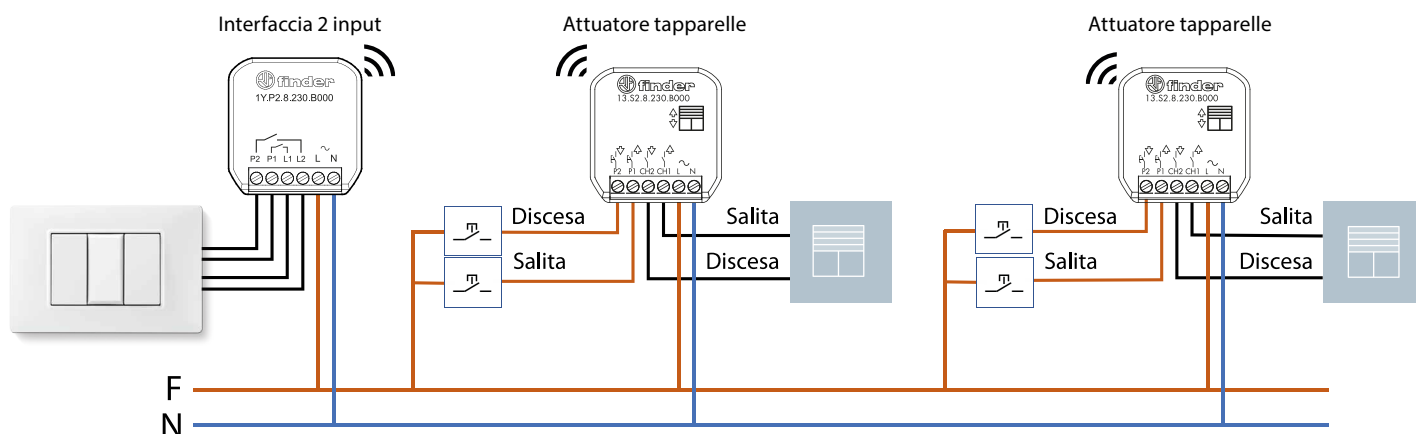 Interfaccia 2 input
Attuatore tapparelle
Attuatore tapparelle
finder
1Y.P2.8.230.B000
P2 P1 L1 L2 L N
finder
13.S2.8.230.B000
P2 P1 CH2 CH1 L N
finder
13.S2.8.230.B000
P2 P1 CH2 CH1 L N
Discesa
Salita
Salita
Discesa
Discesa
Salita
Salita
Discesa
F
N